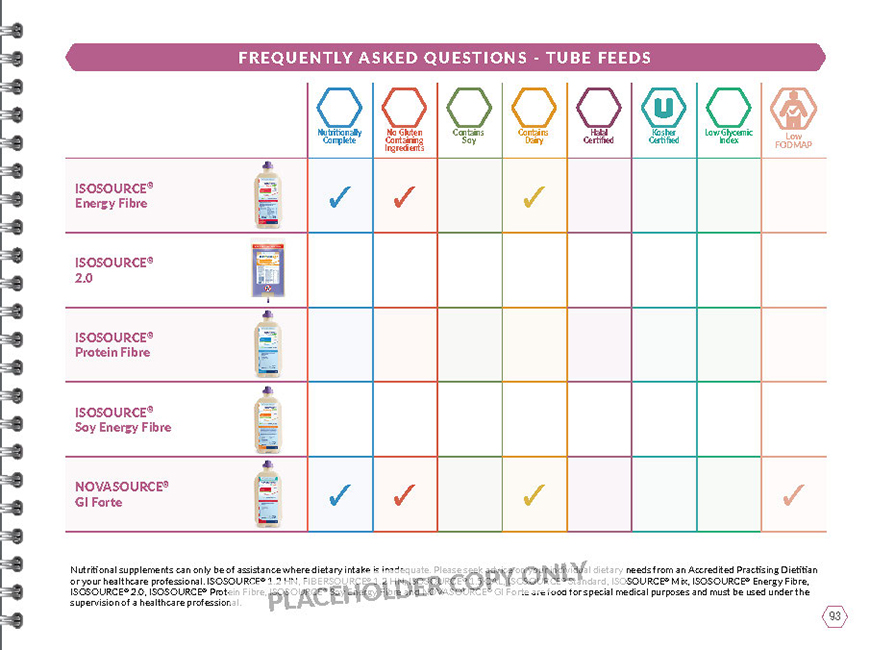 FREQUENTLY ASKED QUESTIONS - TUBE FEEDS
Nutritionally
Complete
No Gluten
Containing
Ingredients
Contains
Soy
Contains
Dairy
Halal
Certified
U
Kosher
Certified
Low Glycemic
Index
Low
FODMAP
ISOSOURCE®
Energy Fibre
✓ ✓ ✓
ISOSOURCE®
2.0
ISOSOURCE®
Protein Fibre
ISOSOURCE®
Soy Energy Fibre
NOVASOURCE®
GI Forte
✓ ✓ ✓ ✓
Nutritional supplements can only be of assistance where dietary intake is inadequate. Please seek advice on your individual dietary needs from an Accredited Practising Dietitian
or your healthcare professional. ISOSOURCE® 1.2 HN, FIBERSOURCE® 1.2 HN, ISOSOURCE® 1.5 ISOSOURCE® Standard, ISOSOURCE® Mix, ISOSOURCE® Energy Fibre,
ISOSOURCE® 2.0, ISOSOURCE® Protein Fibre, ISOSOURCE® Soy Energy Fibre and NOVASOURCE® GI Forte are food for special medical purposes and must be used under the
supervision of a healthcare professional.
PLACEHOLDER COPY ONLY
93